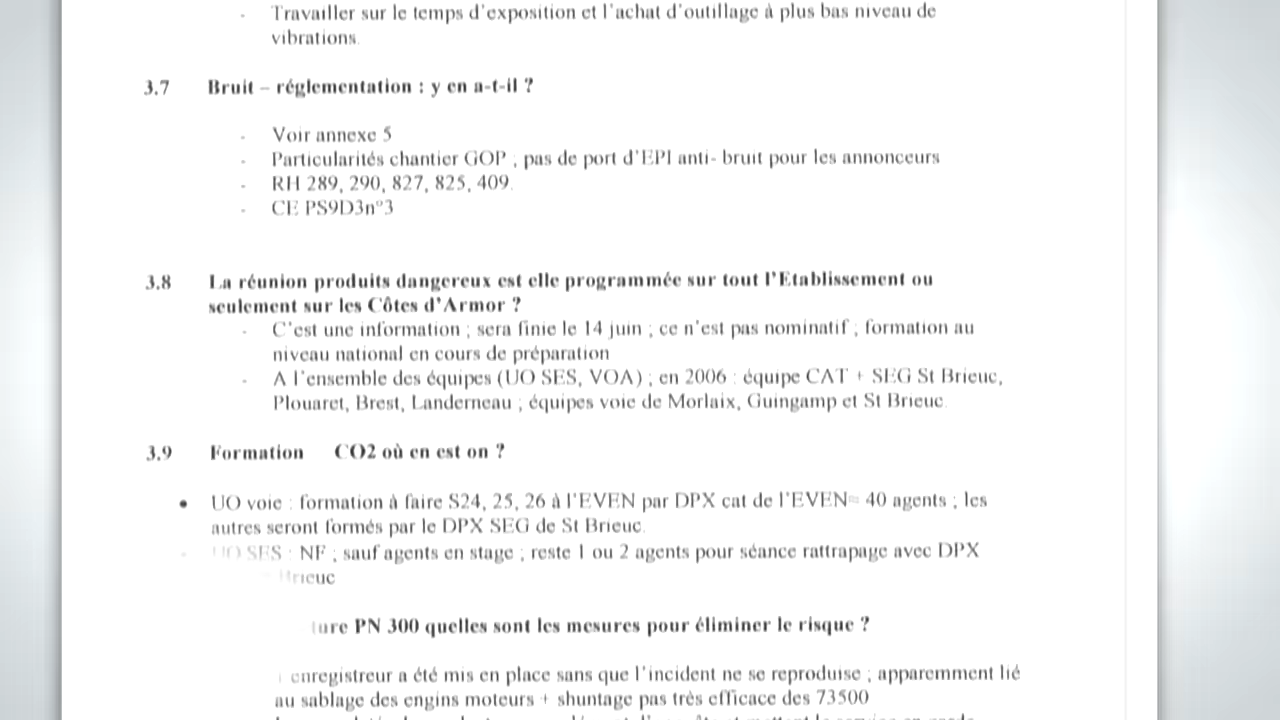 - Travailler sur le temps d'exposition et l'achat d'outillage à plus bas niveau de
vibrations.
3.7 Bruit – réglementation : y en a-t-il ?
- Voir annexe 5
- Particularités chantier GOP ; pas de port d'EPI anti- bruit pour les annonceurs
- RH 289, 290, 827, 825, 409.
- CE PS9D3n°3
3.8 La réunion produits dangereux est elle programmée sur tout l'Etablissement ou
seulement sur les Côtes d'Armor ?
- C'est une information ; sera finie le 14 juin ; ce n'est pas nominatif ; formation au
niveau national en cours de préparation
- A l'ensemble des équipes (UO SES, VOA) ; en 2006 : équipe CAT + SEG St Brieuc,
Plouaret, Brest, Landerneau ; équipes voie de Morlaix, Guingamp et St Brieuc.
3.9 Formation CO2 où en est on ?
• UO voie : formation à faire S24, 25, 26 à l'EVEN par DPX cat de l'EVEN= 40 agents ; les
autres seront formés par le DPX SEG de St Brieuc.
UO SES : NF ; sauf agents en stage ; reste 1 ou 2 agents pour séance rattrapage avec DPX
Brieuc
PN 300 quelles sont les mesures pour éliminer le risque ?
enregistreur a été mis en place sans que l'incident ne se reproduise ; apparemment lié
au sablage des engins moteurs + shuntage pas très efficace des 73500